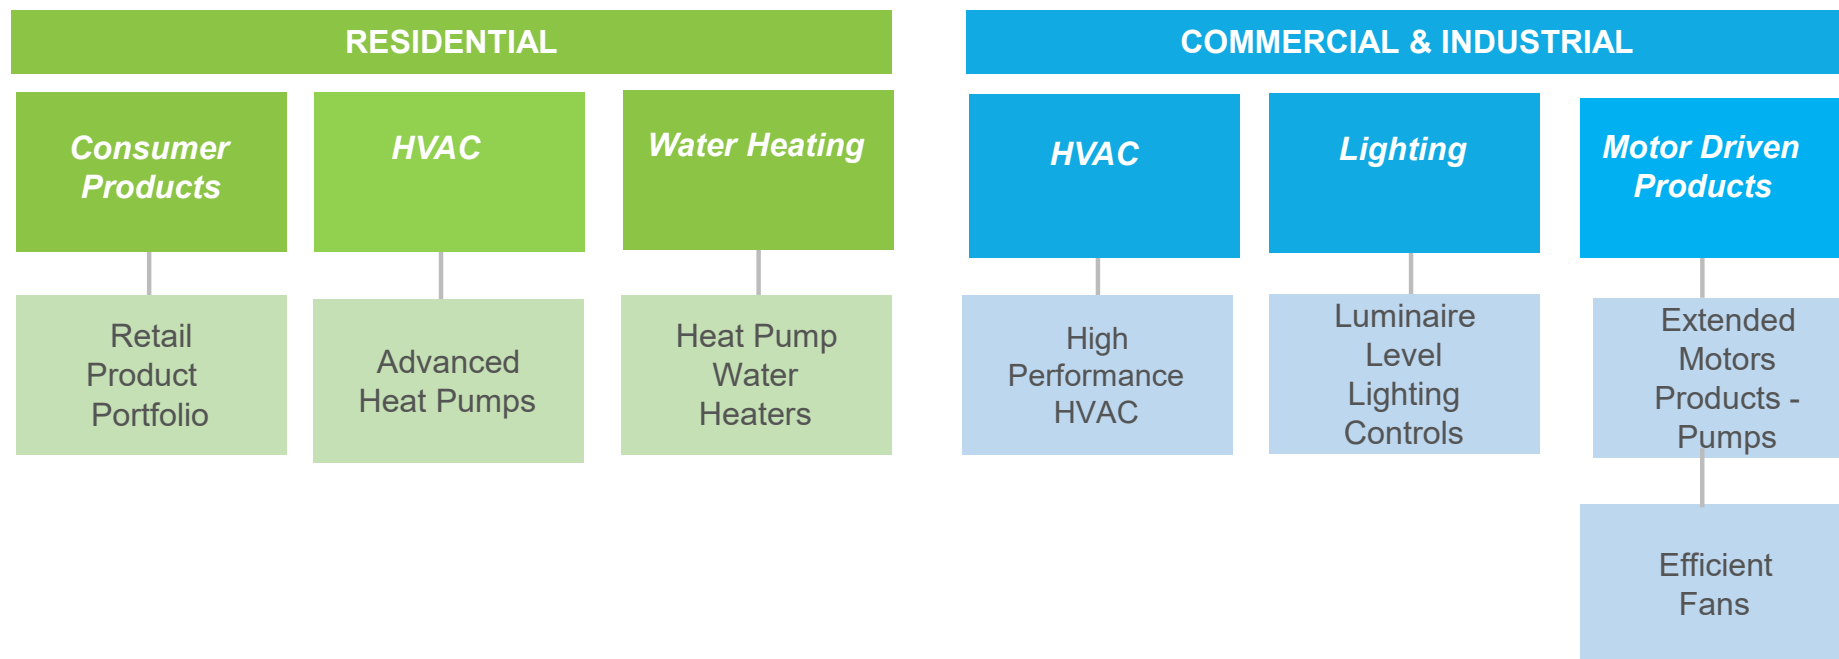 RESIDENTIAL
Consumer
Products
HVAC
Water Heating
Retail
Product
Portfolio
Advanced
Heat Pumps
Heat Pump
Water
Heaters
COMMERCIAL & INDUSTRIAL
HVAC
Lighting
Motor Driven
Products
High
Performance
HVAC
Luminaire
Level
Lighting
Controls
Extended
Motors
Products -
Pumps
Efficient
Fans